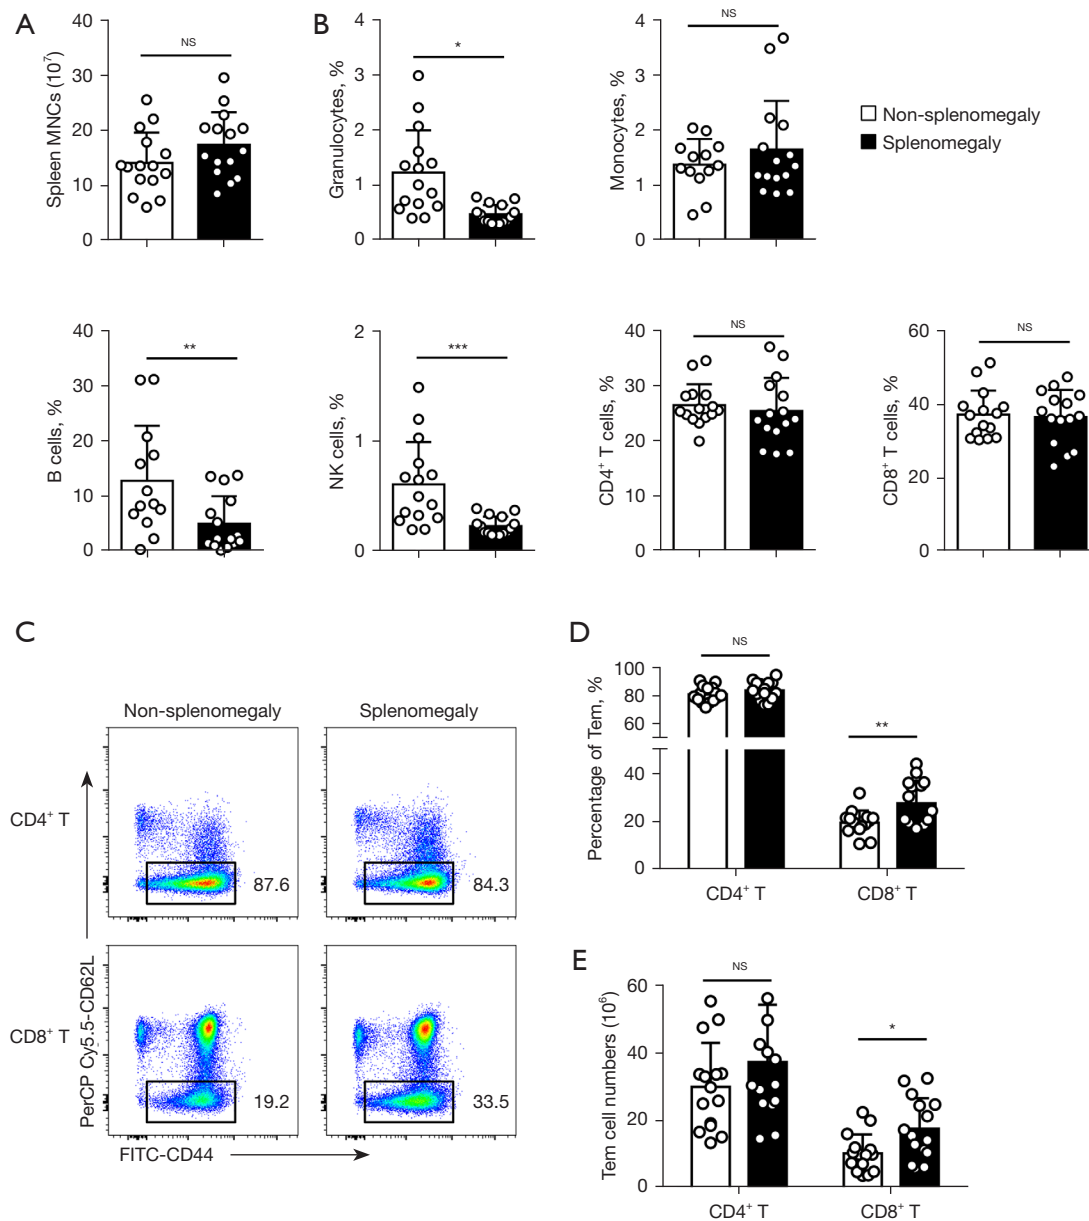 A
Spleen MNCs (10⁷)
40
30
20
10
0
NS
B
Granulocytes, %
4
3
2
1
0
*
Monocytes, %
4
3
2
1
0
NS
Non-splenomegaly
Splenomegaly
B cells, %
40
30
20
10
0
**
NK cells, %
2
1
0
***
CD4⁺ T cells, %
40
30
20
10
0
NS
CD8⁺ T cells, %
60
40
20
0
NS
C
Non-splenomegaly
Splenomegaly
CD4⁺ T
87.6
84.3
CD8⁺ T
19.2
33.5
PerCP Cy5.5-CD62L
FITC-CD44
D
Percentage of Tem, %
100
80
60
40
20
0
NS
**
CD4⁺ T
CD8⁺ T
E
Tem cell numbers (10⁶)
60
40
20
0
NS
*
CD4⁺ T
CD8⁺ T